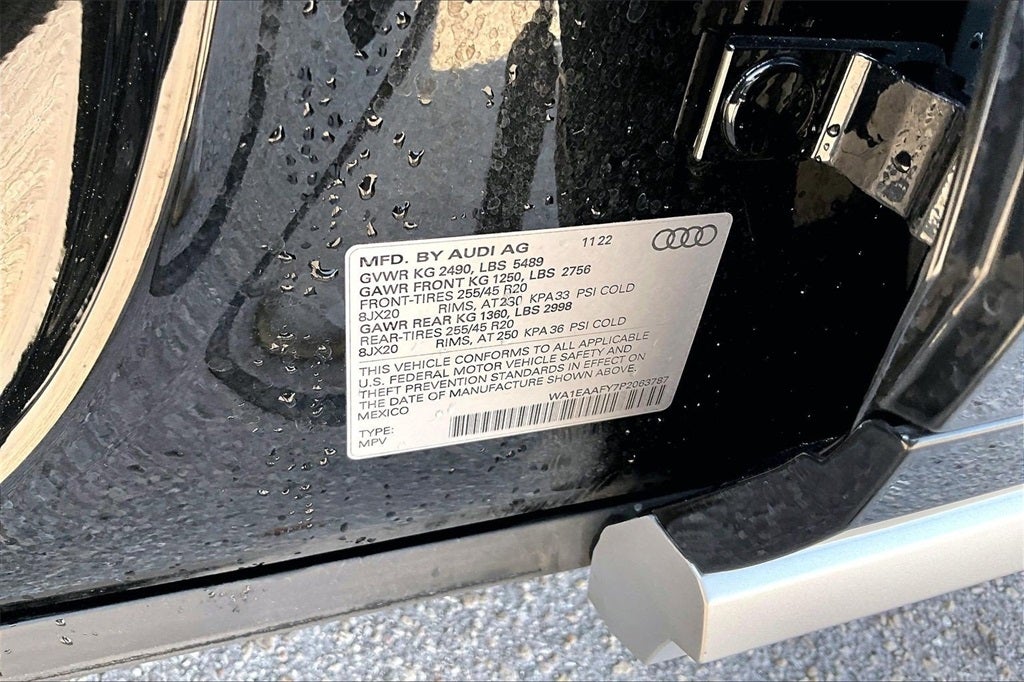 MFD. BY AUDI AG 11 22
GVWR KG 2490, LBS 5489
GAWR FRONT KG 1250, LBS 2756
FRONT-TIRES 255/45 R20
8JX20 RIMS, AT 230 KPA 33 PSI COLD
GAWR REAR KG 1360, LBS 2998
REAR-TIRES 255/45 R20
8JX20 RIMS, AT 250 KPA 36 PSI COLD
THIS VEHICLE CONFORMS TO ALL APPLICABLE
U.S. FEDERAL MOTOR VEHICLE SAFETY AND
THEFT PREVENTION STANDARDS IN EFFECT ON
THE DATE OF MANUFACTURE SHOWN ABOVE.
MEXICO WA1EAAFY7P2063787
TYPE:
MPV